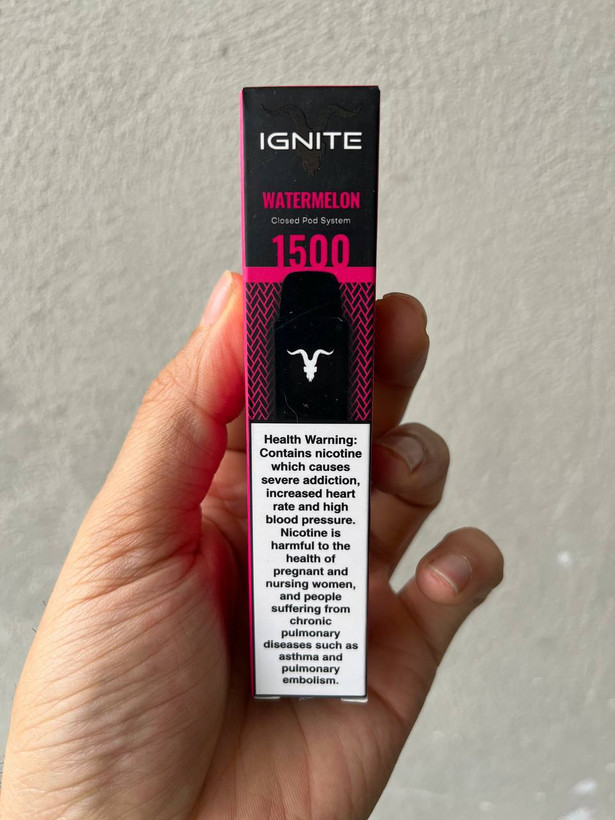 IGNITE
WATERMELON
Closed Pod System
1500
Health Warning:
Contains nicotine
which causes
severe addiction,
increased heart
rate and high
blood pressure.
Nicotine is
harmful to the
health of
pregnant and
nursing women,
and people
suffering from
chronic
pulmonary
diseases such as
asthma and
pulmonary
embolism.